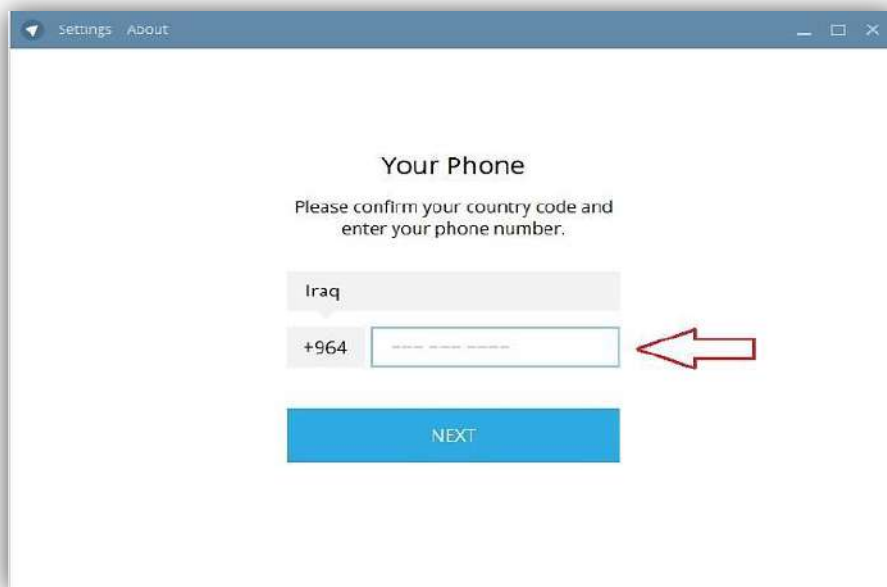 Settings About
Your Phone
Please confirm your country code and
enter your phone number.
Iraq
+964 --- --- ----
NEXT